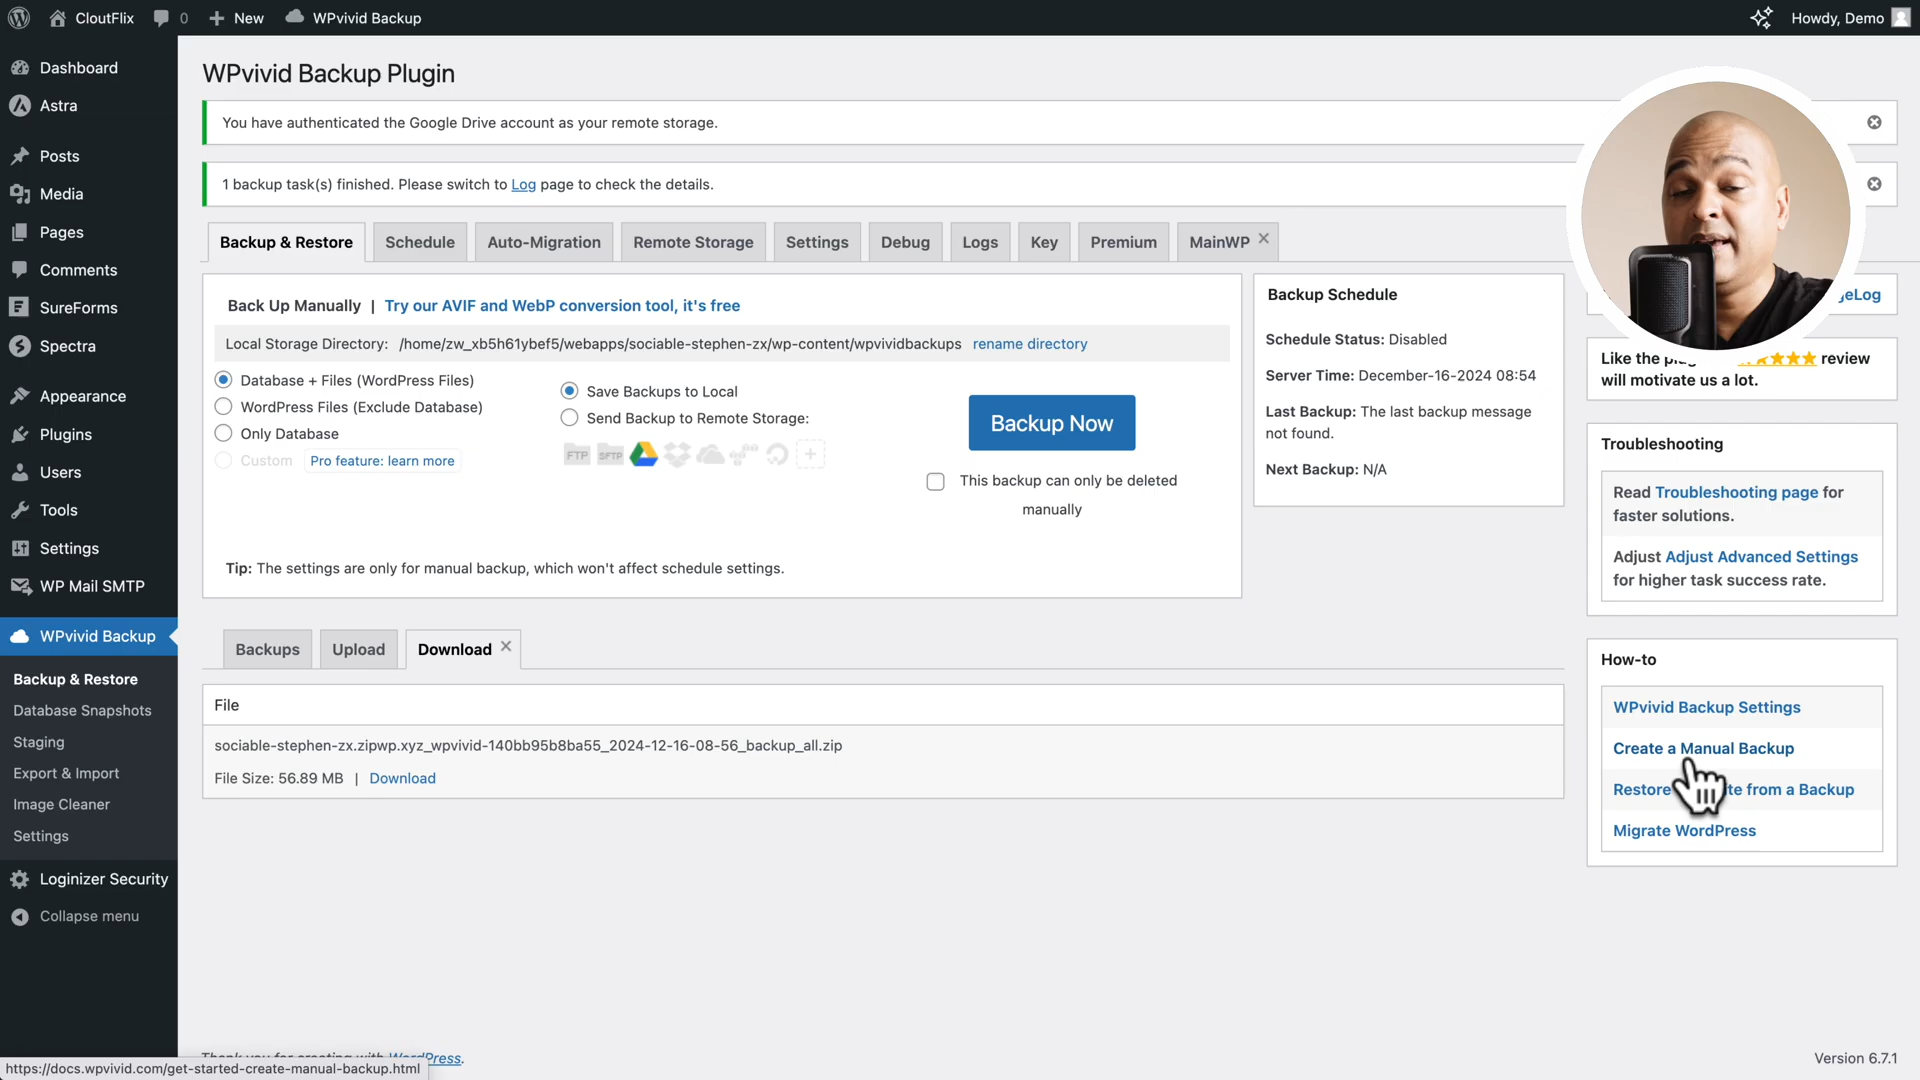 CloutFlix 0 New WPvivid Backup Howdy, Demo
Dashboard
Astra
Posts
Media
Pages
Comments
SureForms
Spectra
Appearance
Plugins
Users
Tools
Settings
WP Mail SMTP
WPvivid Backup
Backup & Restore
Database Snapshots
Staging
Export & Import
Image Cleaner
Settings
Loginizer Security
Collapse menu
WPvivid Backup Plugin
You have authenticated the Google Drive account as your remote storage.
1 backup task(s) finished. Please switch to Log page to check the details.
Backup & Restore Schedule Auto-Migration Remote Storage Settings Debug Logs Key Premium MainWP
Back Up Manually | Try our AVIF and WebP conversion tool, it's free
Local Storage Directory: /home/zw_xb5h61ybef5/webapps/sociable-stephen-zx/wp-content/wpvividbackups rename directory
Database + Files (WordPress Files)
WordPress Files (Exclude Database)
Only Database
Custom Pro feature: learn more
Save Backups to Local
Send Backup to Remote Storage:
FTP SFTP
Backup Now
This backup can only be deleted
manually
Tip: The settings are only for manual backup, which won't affect schedule settings.
Backup Schedule
Schedule Status: Disabled
Server Time: December-16-2024 08:54
Last Backup: The last backup message
not found.
Next Backup: N/A
Backups Upload Download
File
sociable-stephen-zx.zipwp.xyz_wpvivid-140bb95b8ba55_2024-12-16-08-56_backup_all.zip
File Size: 56.89 MB | Download
geLog
Like the review
will motivate us a lot.
Troubleshooting
Read Troubleshooting page for
faster solutions.
Adjust Adjust Advanced Settings
for higher task success rate.
How-to
WPvivid Backup Settings
Create a Manual Backup
Restore from a Backup
Migrate WordPress
WordPress.
https://docs.wpvivid.com/get-started-create-manual-backup.html
Version 6.7.1